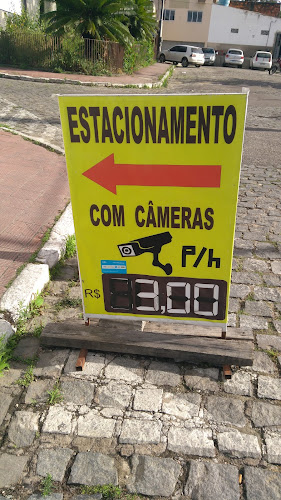 ESTACIONAMENTO
COM CÂMERAS
P/h
R$ 3,00